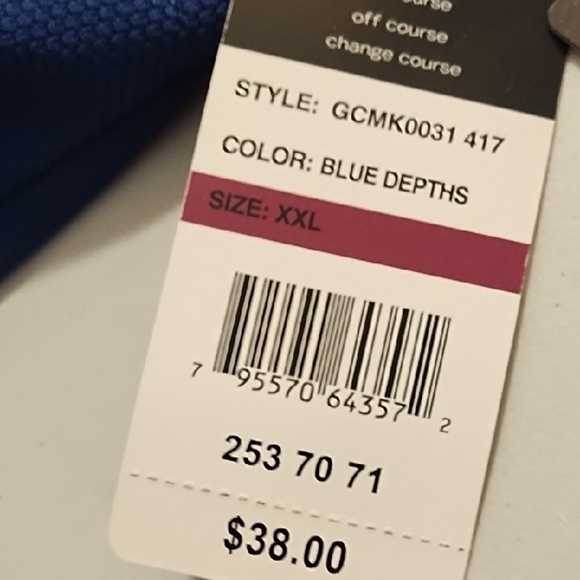 off course
change course
STYLE: GCMK0031 417
COLOR: BLUE DEPTHS
SIZE: XXL
7 95570 64357 2
253 70 71
$38.00